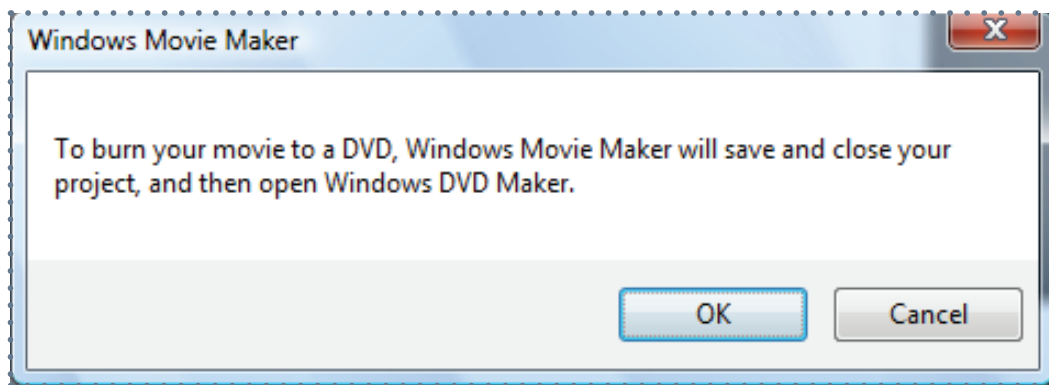 Windows Movie Maker
To burn your movie to a DVD, Windows Movie Maker will save and close your
project, and then open Windows DVD Maker.
OK
Cancel